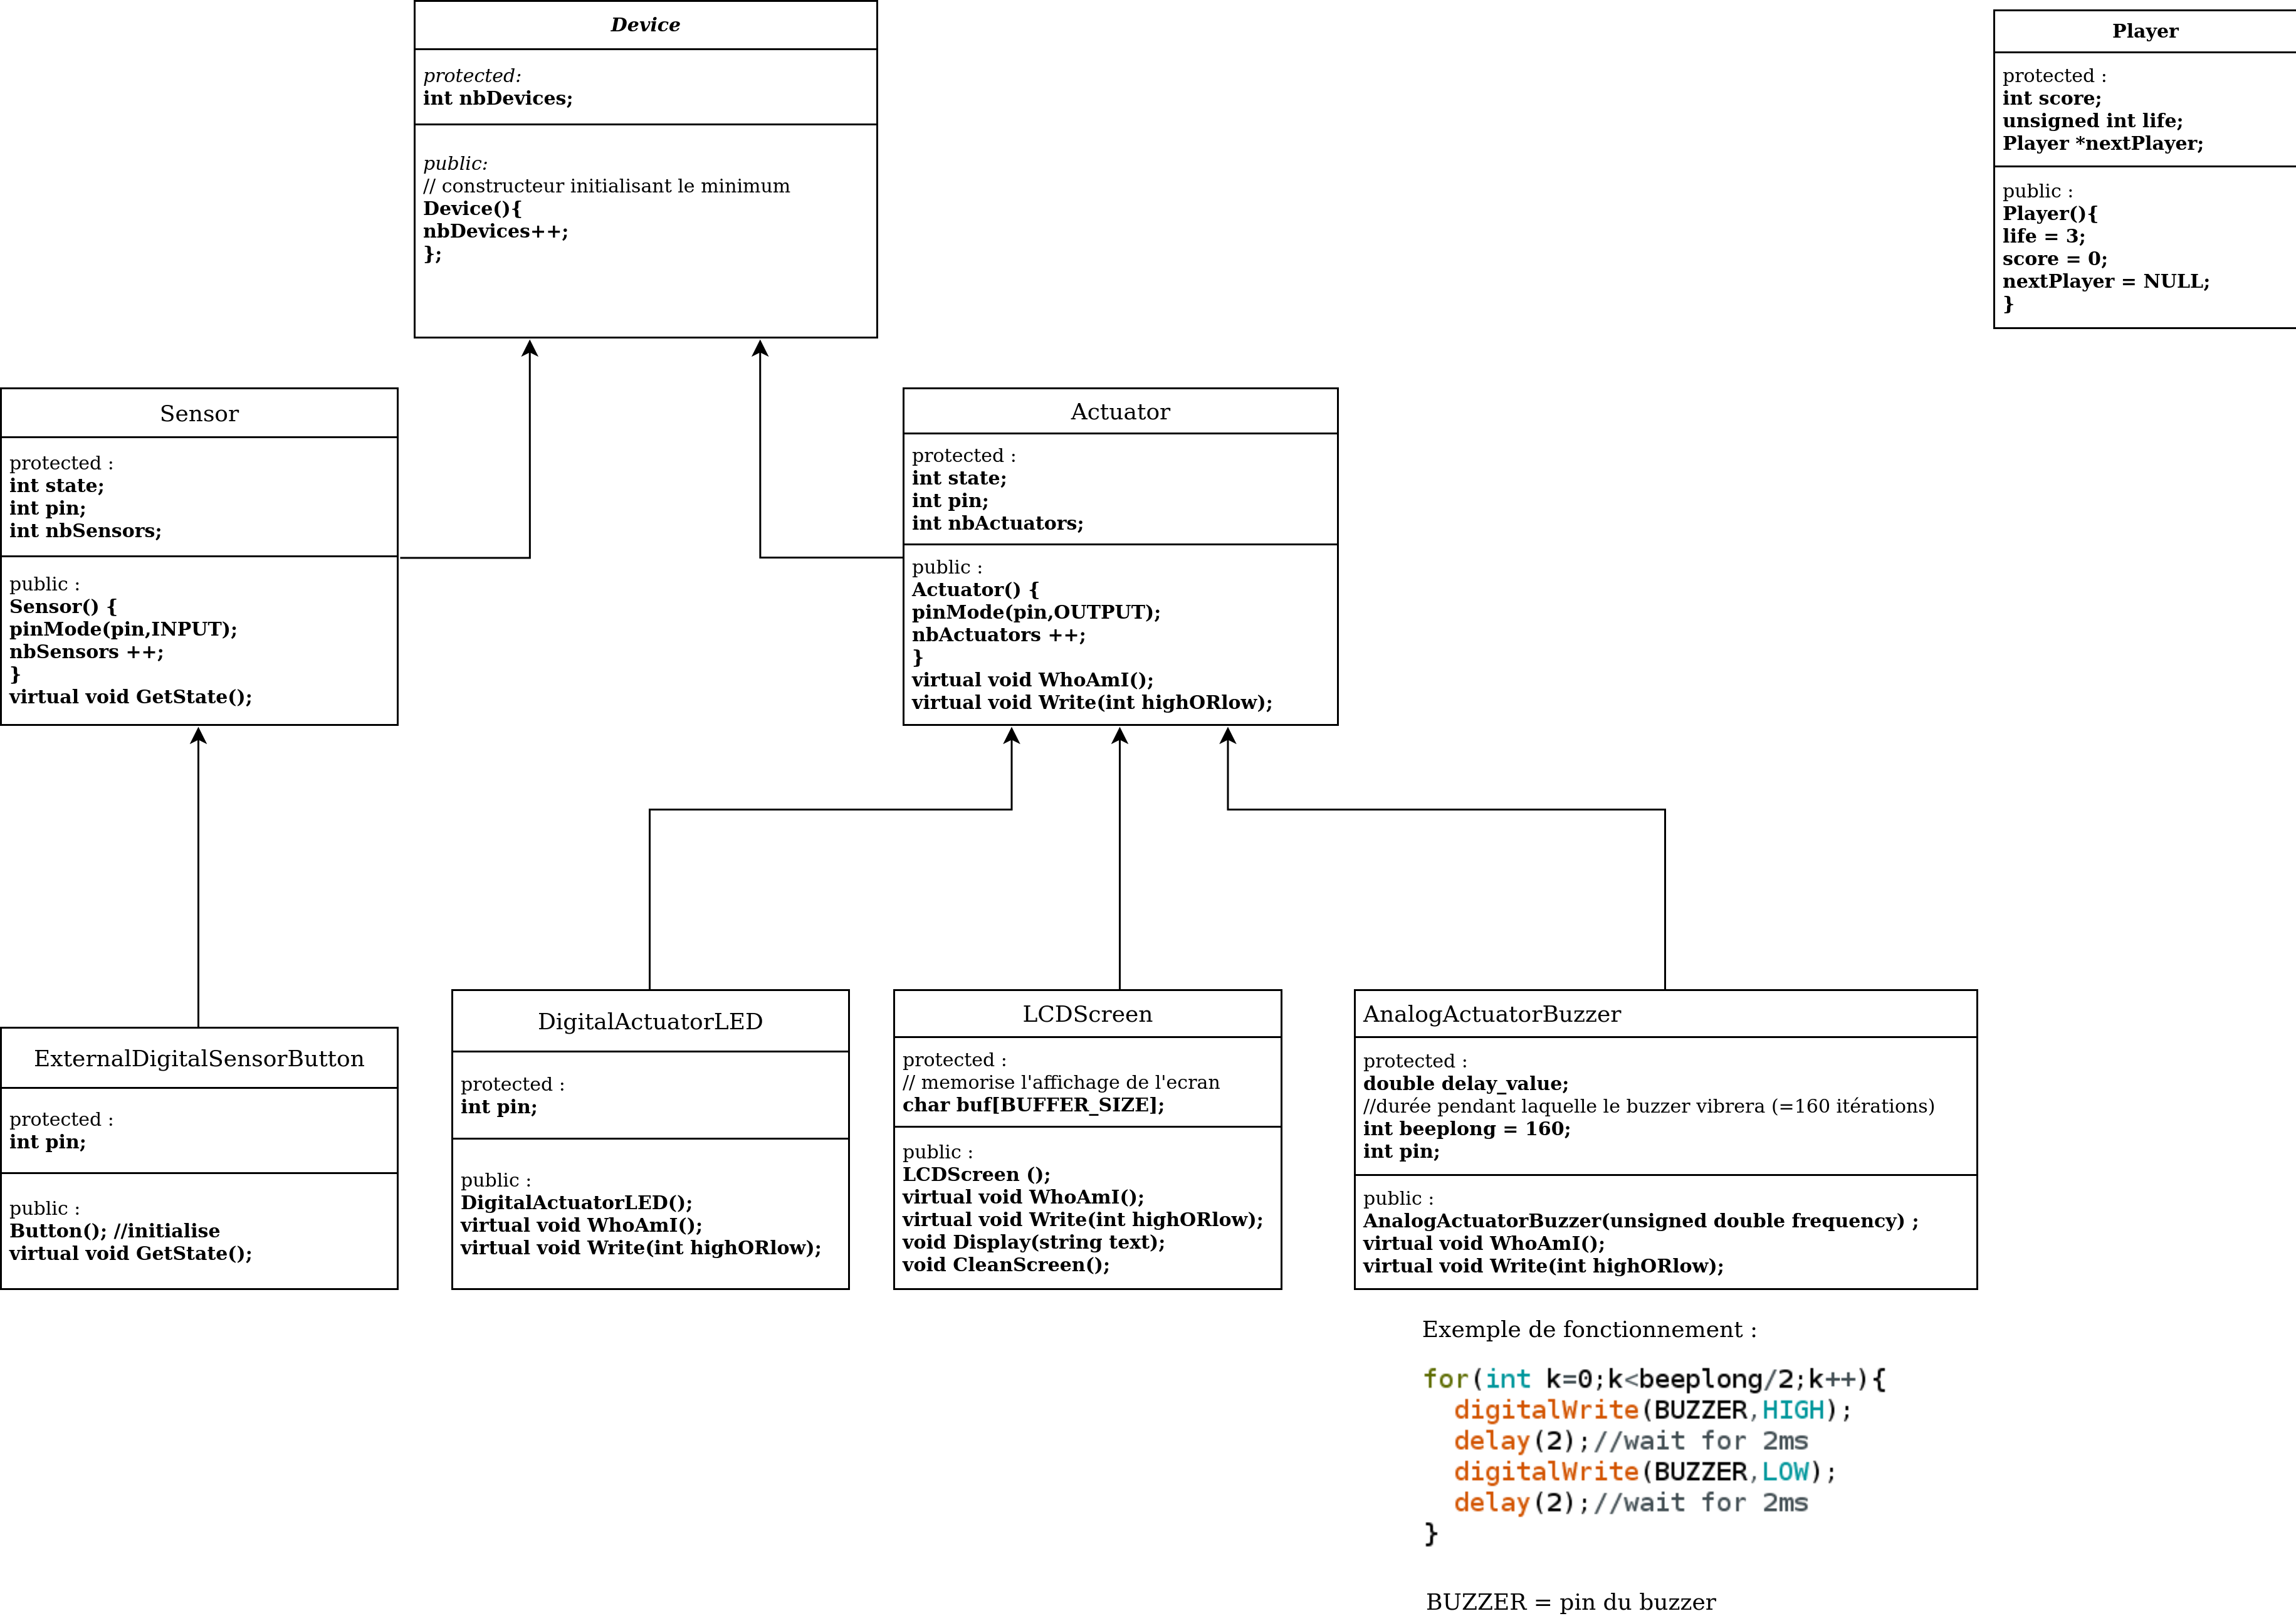 Device
protected:
int nbDevices;
public:
// constructeur initialisant le minimum
Device(){
nbDevices++;
};
Player
protected :
int score;
unsigned int life;
Player *nextPlayer;
public :
Player(){
life = 3;
score = 0;
nextPlayer = NULL;
}
Sensor
protected :
int state;
int pin;
int nbSensors;
public :
Sensor() {
pinMode(pin,INPUT);
nbSensors ++;
}
virtual void GetState();
Actuator
protected :
int state;
int pin;
int nbActuators;
public :
Actuator() {
pinMode(pin,OUTPUT);
nbActuators ++;
}
virtual void WhoAmI();
virtual void Write(int highORlow);
ExternalDigitalSensorButton
protected :
int pin;
public :
Button(); //initialise
virtual void GetState();
DigitalActuatorLED
protected :
int pin;
public :
DigitalActuatorLED();
virtual void WhoAmI();
virtual void Write(int highORlow);
LCDScreen
protected :
// memorise l'affichage de l'ecran
char buf[BUFFER_SIZE];
public :
LCDScreen ();
virtual void WhoAmI();
virtual void Write(int highORlow);
void Display(string text);
void CleanScreen();
AnalogActuatorBuzzer
protected :
double delay_value;
//durée pendant laquelle le buzzer vibrera (=160 itérations)
int beeplong = 160;
int pin;
public :
AnalogActuatorBuzzer(unsigned double frequency) ;
virtual void WhoAmI();
virtual void Write(int highORlow);
Exemple de fonctionnement :
for(int k=0;k<beeplong/2;k++){
digitalWrite(BUZZER,HIGH);
delay(2);//wait for 2ms
digitalWrite(BUZZER,LOW);
delay(2);//wait for 2ms
}
BUZZER = pin du buzzer